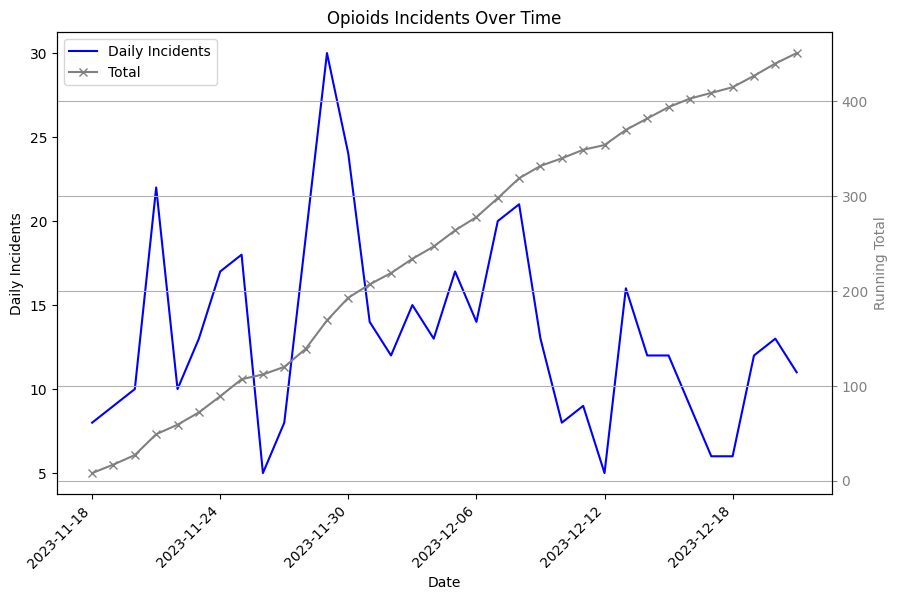 Opioids Incidents Over Time
Daily Incidents
Total
30
25
20
15
10
5
Daily Incidents
400
300
200
100
0
Running Total
2023-11-18
2023-11-24
2023-11-30
2023-12-06
2023-12-12
2023-12-18
Date